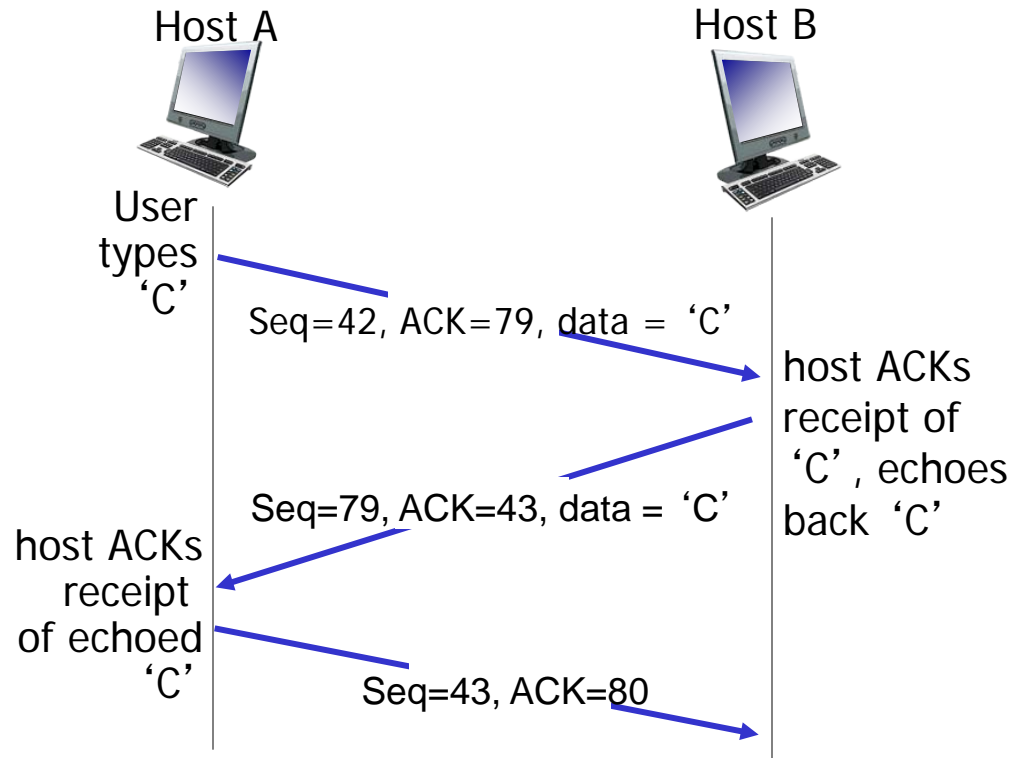 Host A
Host B
User
types
‘C’
Seq=42, ACK=79, data = ‘C’
host ACKs
receipt of
‘C’, echoes
back ‘C’
Seq=79, ACK=43, data = ‘C’
host ACKs
receipt
of echoed
‘C’
Seq=43, ACK=80